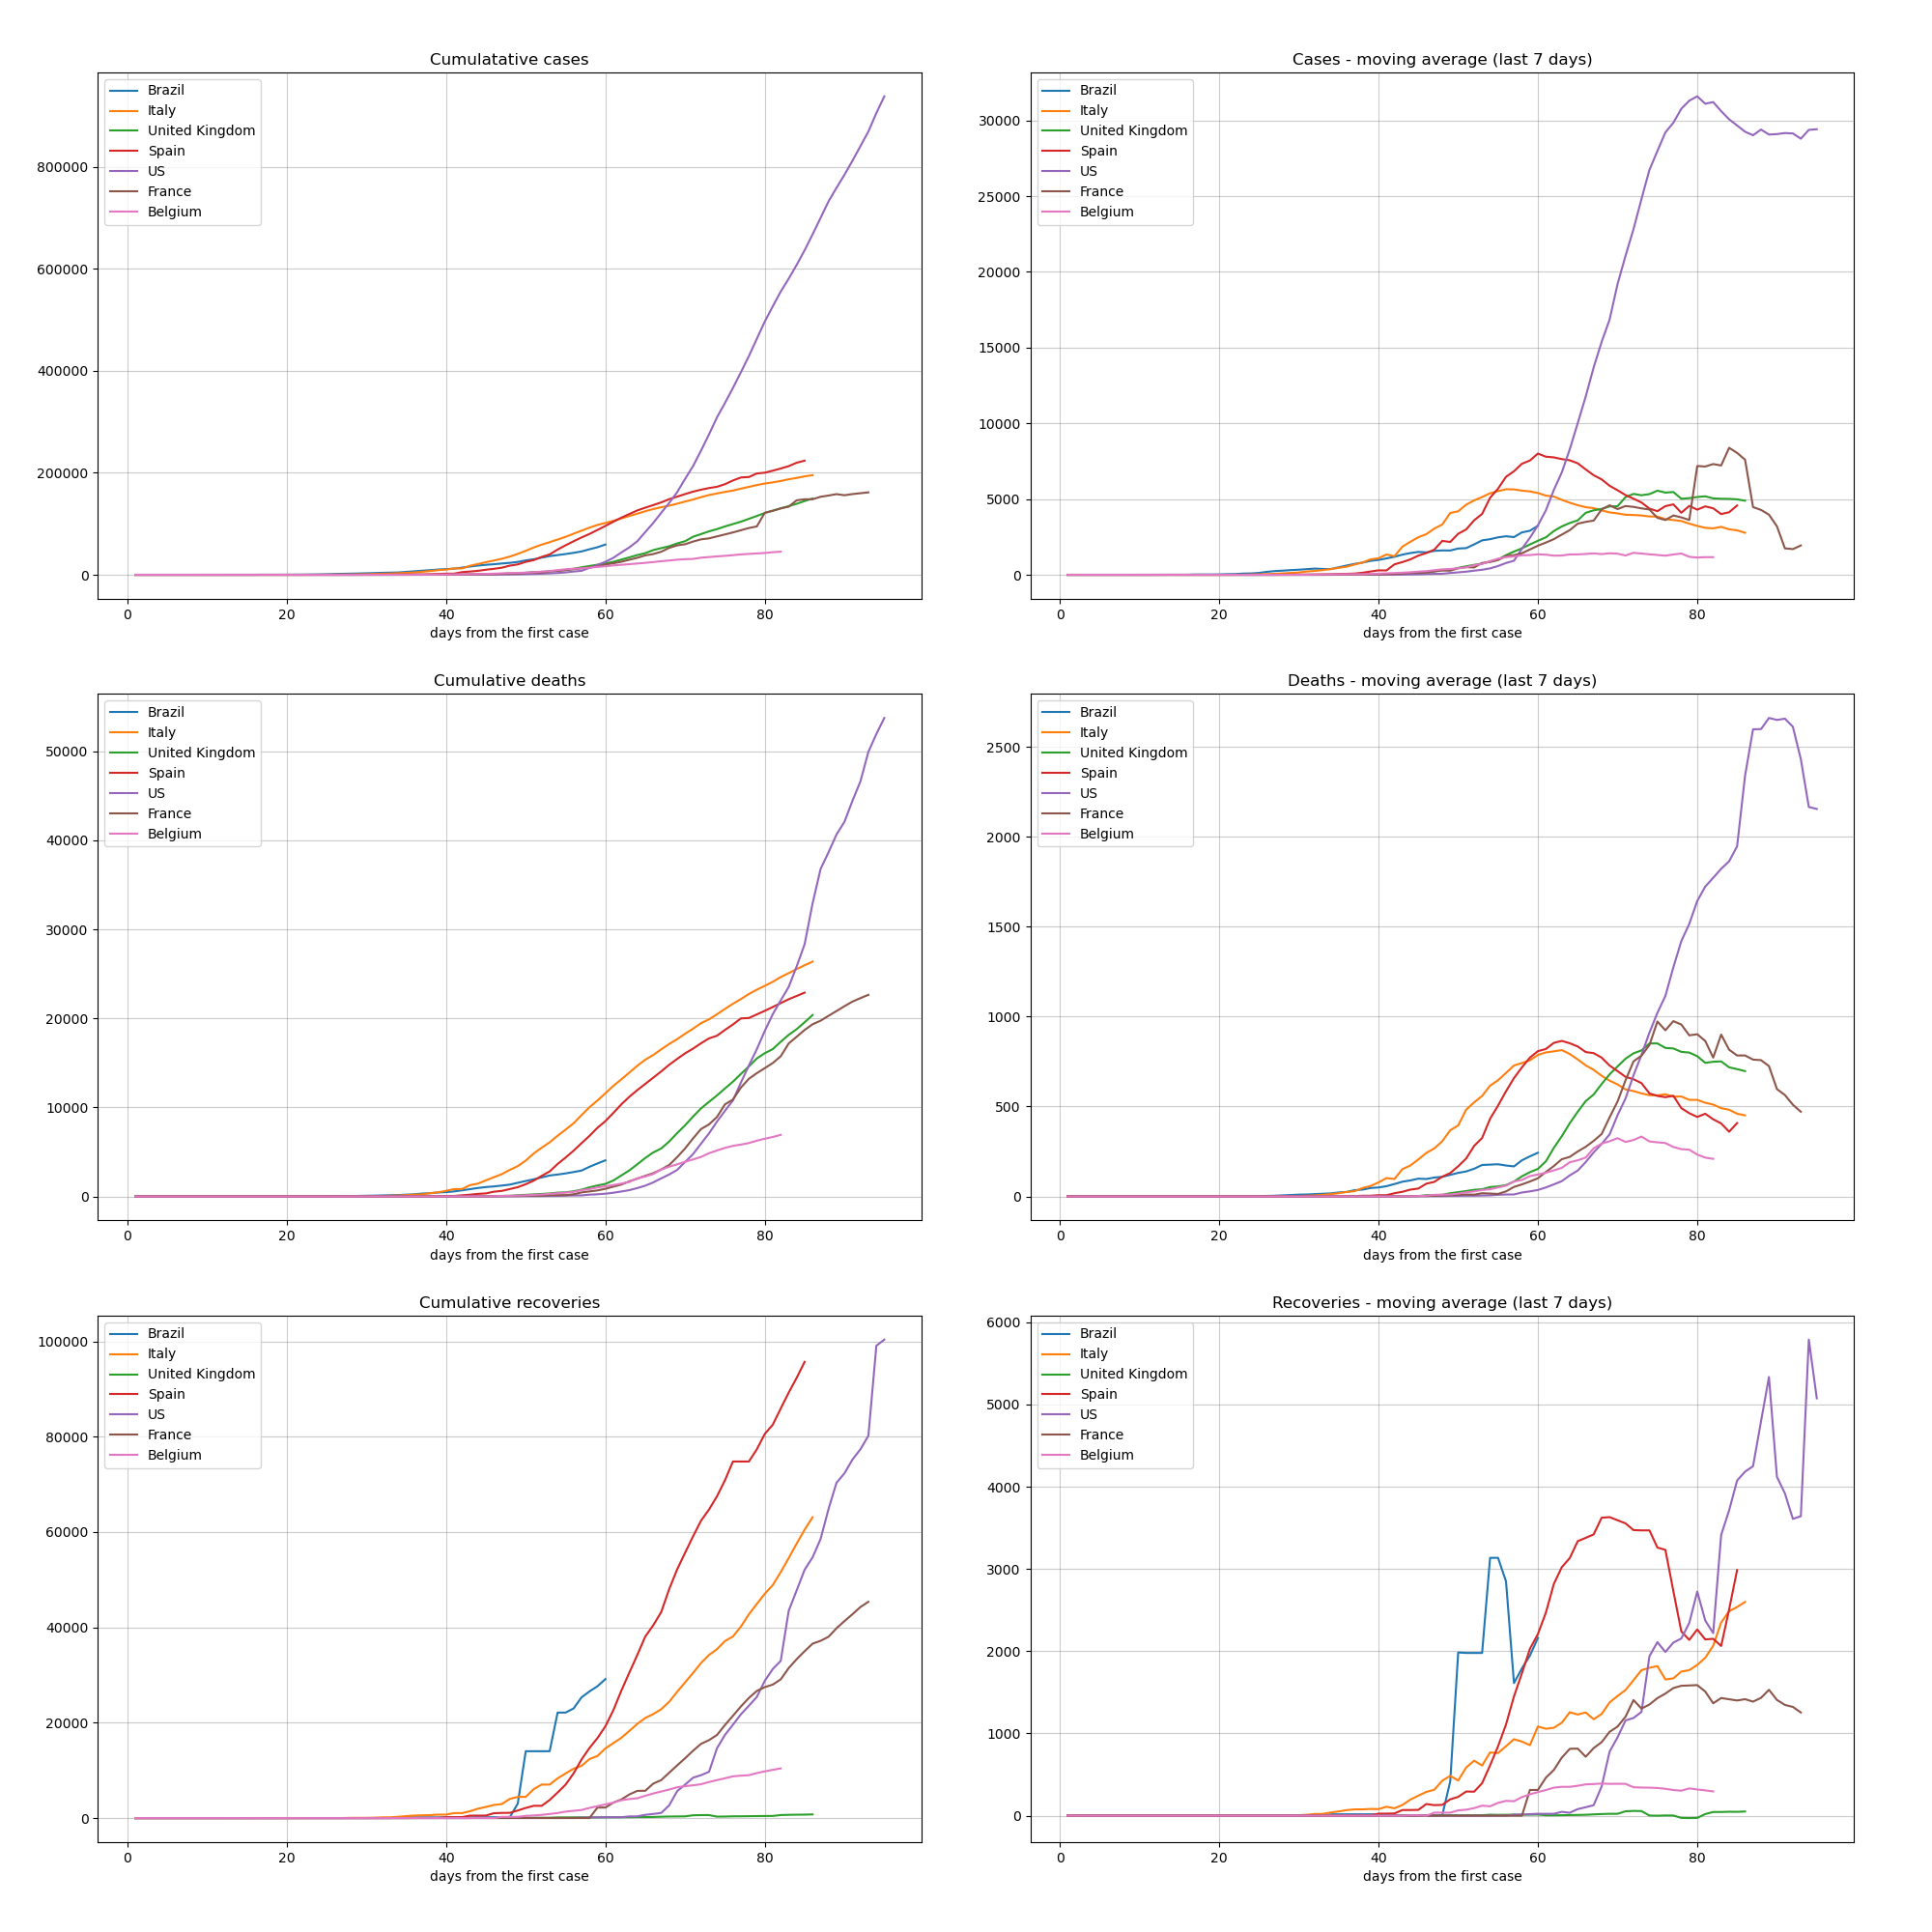 Cumulatative cases
Brazil
Italy
United Kingdom
Spain
US
France
Belgium
800000
600000
400000
200000
0
0 20 40 60 80
days from the first case
Cases - moving average (last 7 days)
Brazil
Italy
United Kingdom
Spain
US
France
Belgium
30000
25000
20000
15000
10000
5000
0
0 20 40 60 80
days from the first case
Cumulative deaths
Brazil
Italy
United Kingdom
Spain
US
France
Belgium
50000
40000
30000
20000
10000
0
0 20 40 60 80
days from the first case
Deaths - moving average (last 7 days)
Brazil
Italy
United Kingdom
Spain
US
France
Belgium
2500
2000
1500
1000
500
0
0 20 40 60 80
days from the first case
Cumulative recoveries
Brazil
Italy
United Kingdom
Spain
US
France
Belgium
100000
80000
60000
40000
20000
0
0 20 40 60 80
days from the first case
Recoveries - moving average (last 7 days)
Brazil
Italy
United Kingdom
Spain
US
France
Belgium
6000
5000
4000
3000
2000
1000
0
0 20 40 60 80
days from the first case